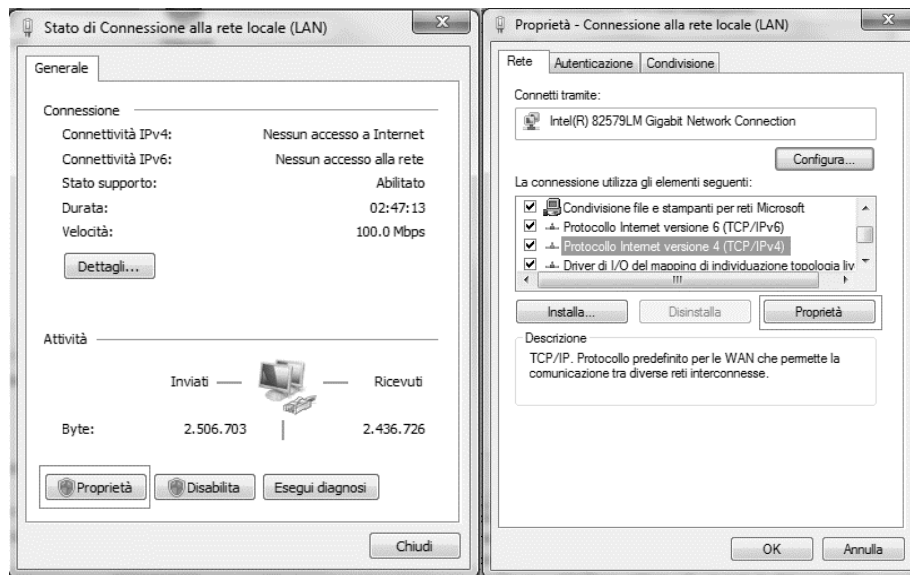 Stato di Connessione alla rete locale (LAN)
Generale
Connessione
Connettività IPv4: Nessun accesso a Internet
Connettività IPv6: Nessun accesso alla rete
Stato supporto: Abilitato
Durata: 02:47:13
Velocità: 100.0 Mbps
Dettagli...
Attività
Inviati Ricevuti
Byte: 2.506.703 2.436.726
Proprietà Disabilita Esegui diagnosi
Chiudi
Proprietà - Connessione alla rete locale (LAN)
Rete Autenticazione Condivisione
Connetti tramite:
Intel(R) 82579LM Gigabit Network Connection
Configura...
La connessione utilizza gli elementi seguenti:
Condivisione file e stampanti per reti Microsoft
Protocollo Internet versione 6 (TCP/IPv6)
Protocollo Internet versione 4 (TCP/IPv4)
Driver di I/O del mapping di individuazione topologia liv
Installa... Disinstalla Proprietà
Descrizione
TCP/IP. Protocollo predefinito per le WAN che permette la
comunicazione tra diverse reti interconnesse.
OK Annulla